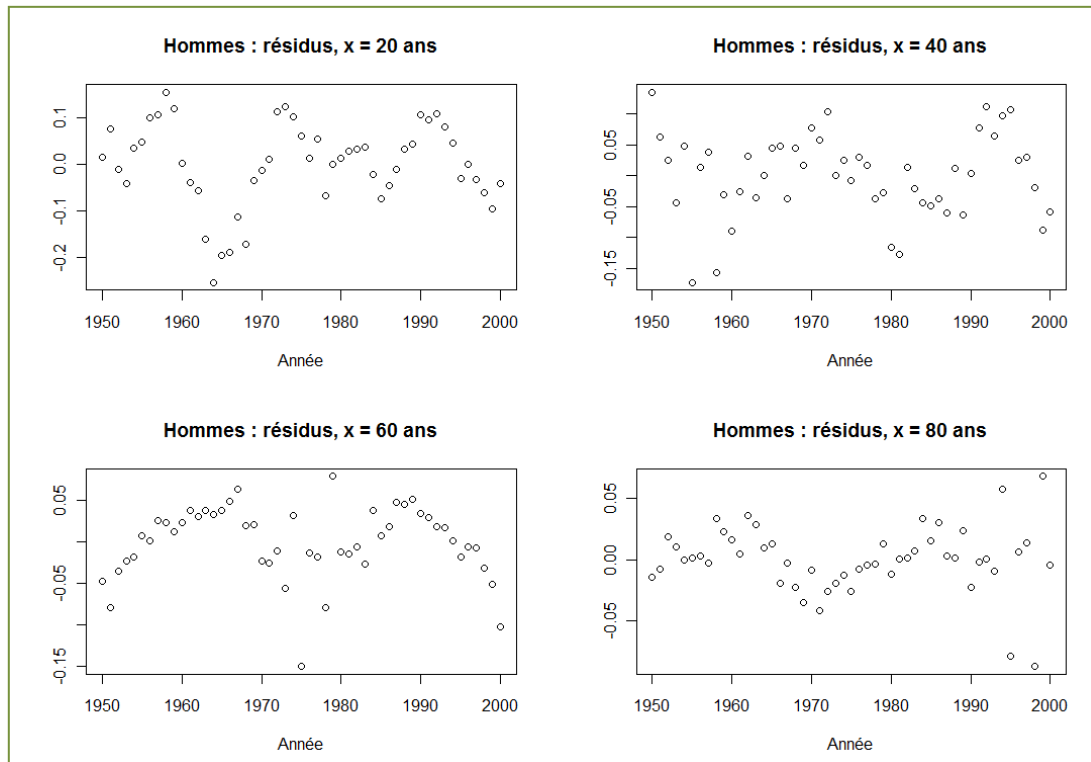 Hommes : résidus, x = 20 ans
0.1
0.0
-0.1
-0.2
1950 1960 1970 1980 1990 2000
Année
Hommes : résidus, x = 40 ans
0.05
-0.05
-0.15
1950 1960 1970 1980 1990 2000
Année
Hommes : résidus, x = 60 ans
0.05
-0.05
-0.15
1950 1960 1970 1980 1990 2000
Année
Hommes : résidus, x = 80 ans
0.05
0.00
-0.05
1950 1960 1970 1980 1990 2000
Année